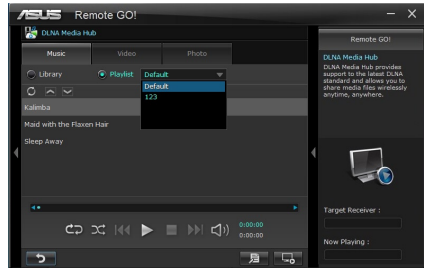 ASUS Remote GO!
DLNA Media Hub
Music Video Photo
Library Playlist Default
Default
123
Kalimba
Maid with the Flaxen Hair
Sleep Away
0:00:00
0:00:00
Remote GO!
DLNA Media Hub
DLNA Media Hub provides
support to the latest DLNA
standard and allows you to
share media files wirelessly
anytime, anywhere.
Target Receiver :
Now Playing :